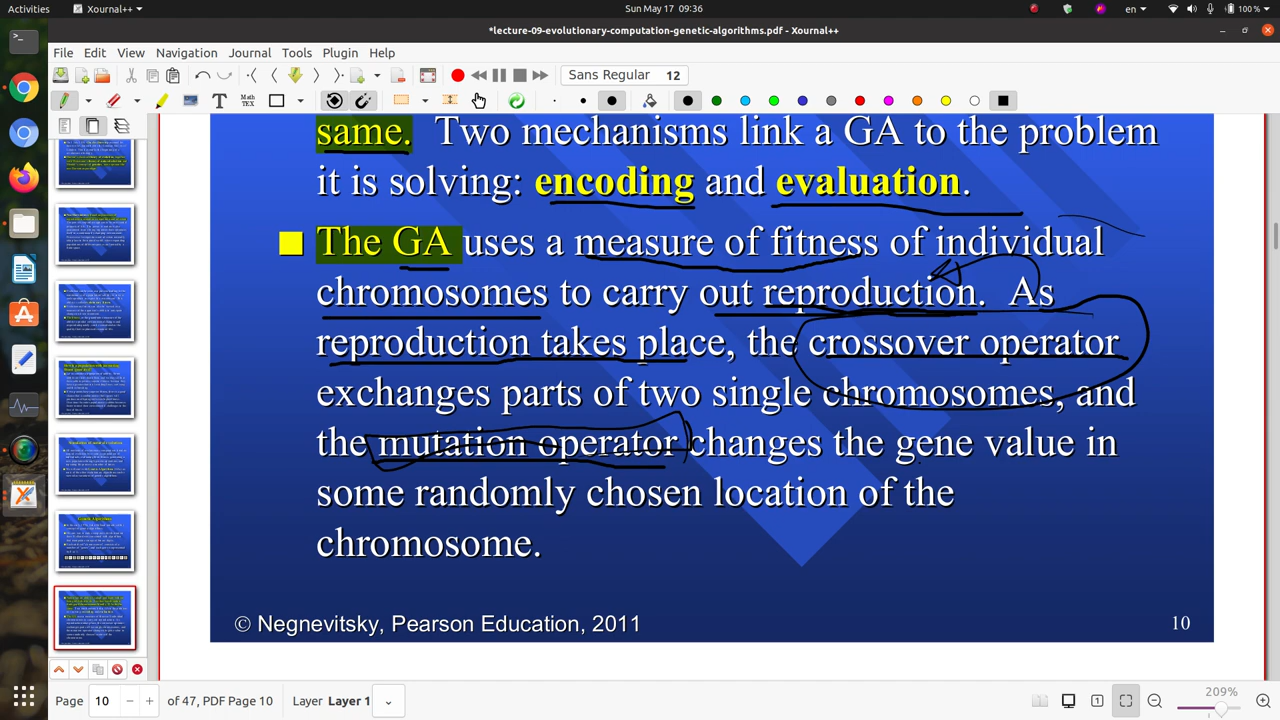 Activities
Xournal++
Sun May 17 09:36
en
100 %
*lecture-09-evolutionary-computation-genetic-algorithms.pdf - Xournal++
File Edit View Navigation Journal Tools Plugin Help
Sans Regular 12
Math TEX
same. Two mechanisms link a GA to the problem
it is solving: encoding and evaluation.
The GA uses a measure of fitness of individual
chromosomes to carry out reproduction. As
reproduction takes place, the crossover operator
exchanges parts of two single chromosomes, and
the mutation operator changes the gene value in
some randomly chosen location of the
chromosome.
© Negnevitsky, Pearson Education, 2011
10
Page 10 of 47, PDF Page 10 Layer Layer 1
209%